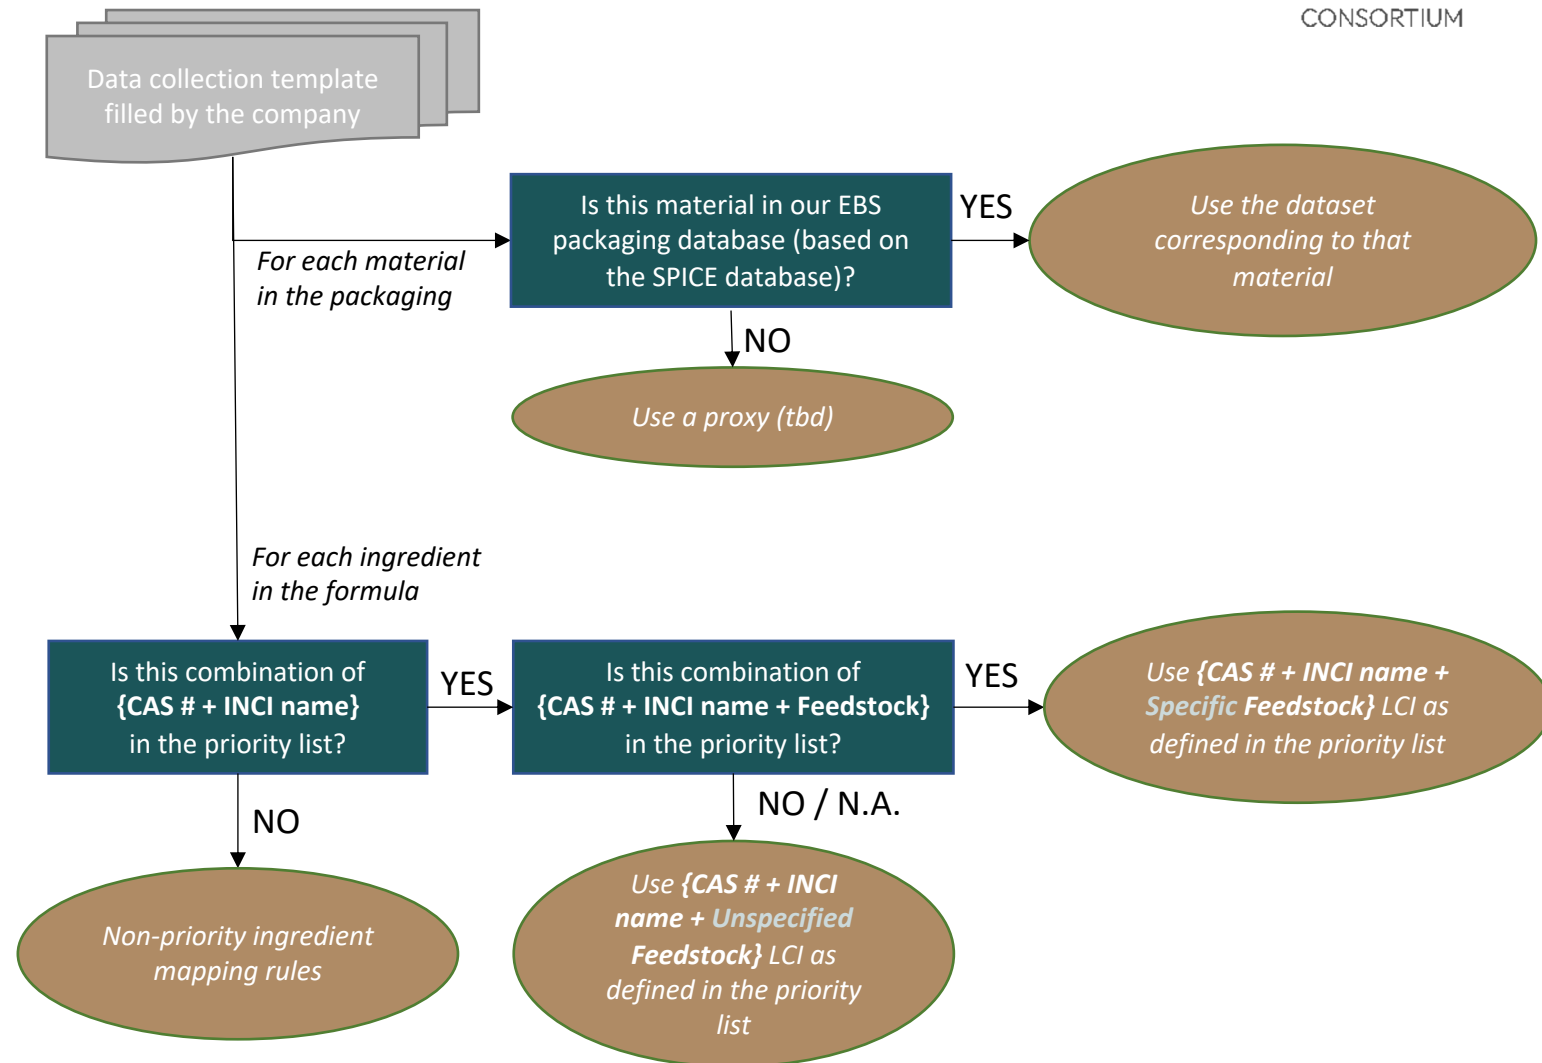 CONSORTIUM
Data collection template
filled by the company
Is this material in our EBS
packaging database (based on
the SPICE database)?
YES
Use the dataset
corresponding to that
material
For each material
in the packaging
NO
Use a proxy (tbd)
For each ingredient
in the formula
Is this combination of
{CAS # + INCI name}
in the priority list?
YES
Is this combination of
{CAS # + INCI name + Feedstock}
in the priority list?
YES
Use {CAS # + INCI name +
Specific Feedstock} LCI as
defined in the priority list
NO
NO / N.A.
Non-priority ingredient
mapping rules
Use {CAS # + INCI
name + Unspecified
Feedstock} LCI as
defined in the priority
list